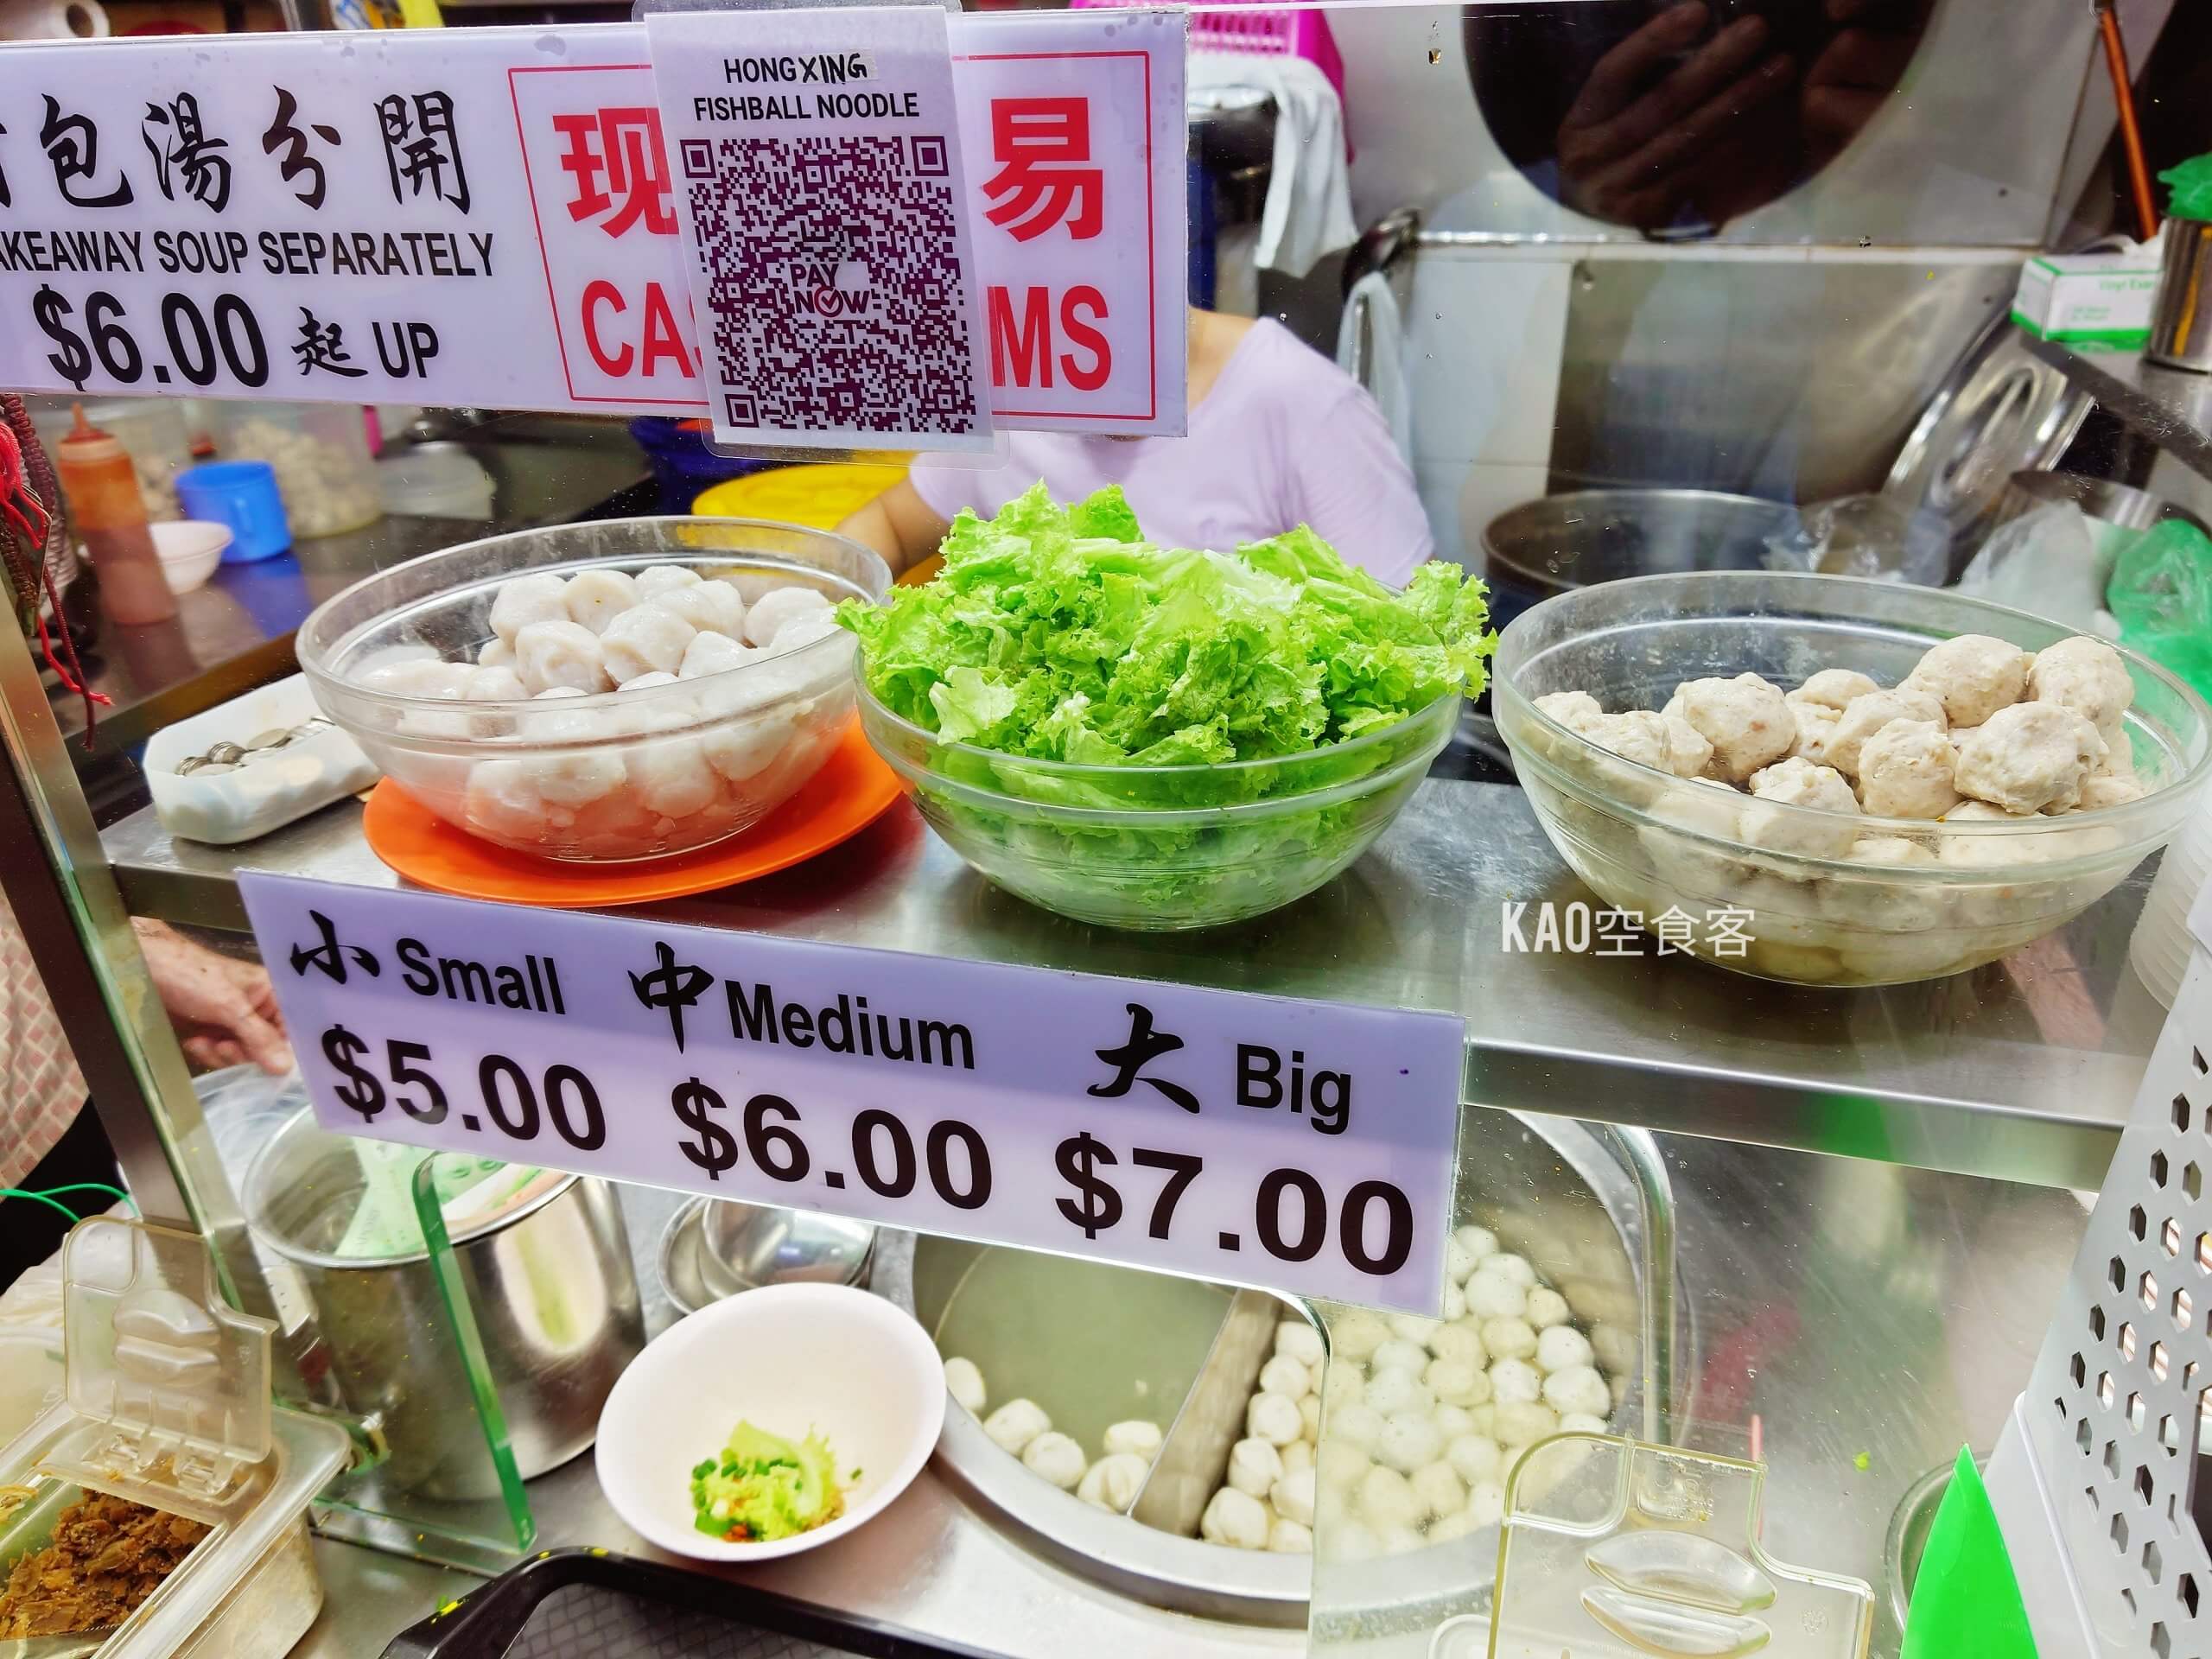 包湯分開
AKEAWAY SOUP SEPARATELY
$6.00 起 UP
现
易
CAS
MS
HONGXING
FISHBALL NOODLE
PAY
NOW
KAO空食客
小 Small 中 Medium 大 Big
$5.00 $6.00 $7.00